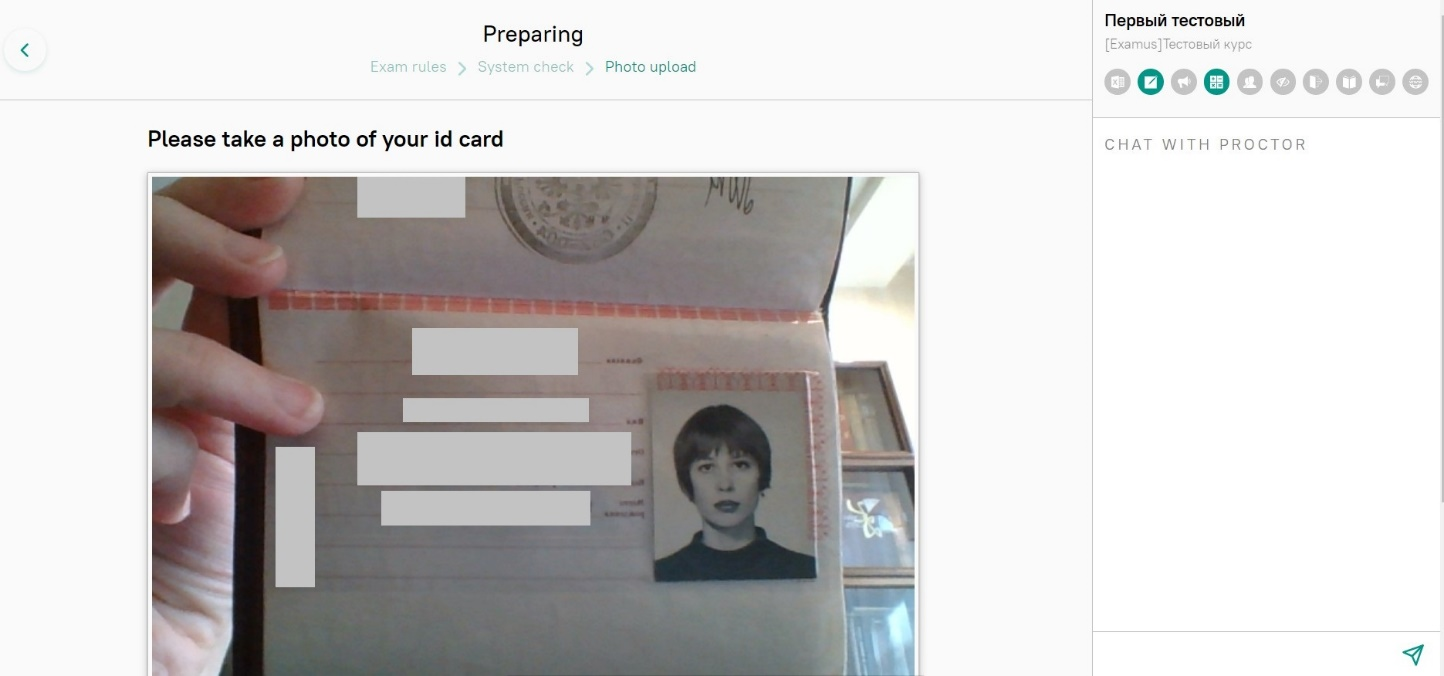 Preparing
Exam rules
System check
Photo upload
Please take a photo of your id card
Первый тестовый
[Examus]Тестовый курс
CHAT WITH PROCTOR